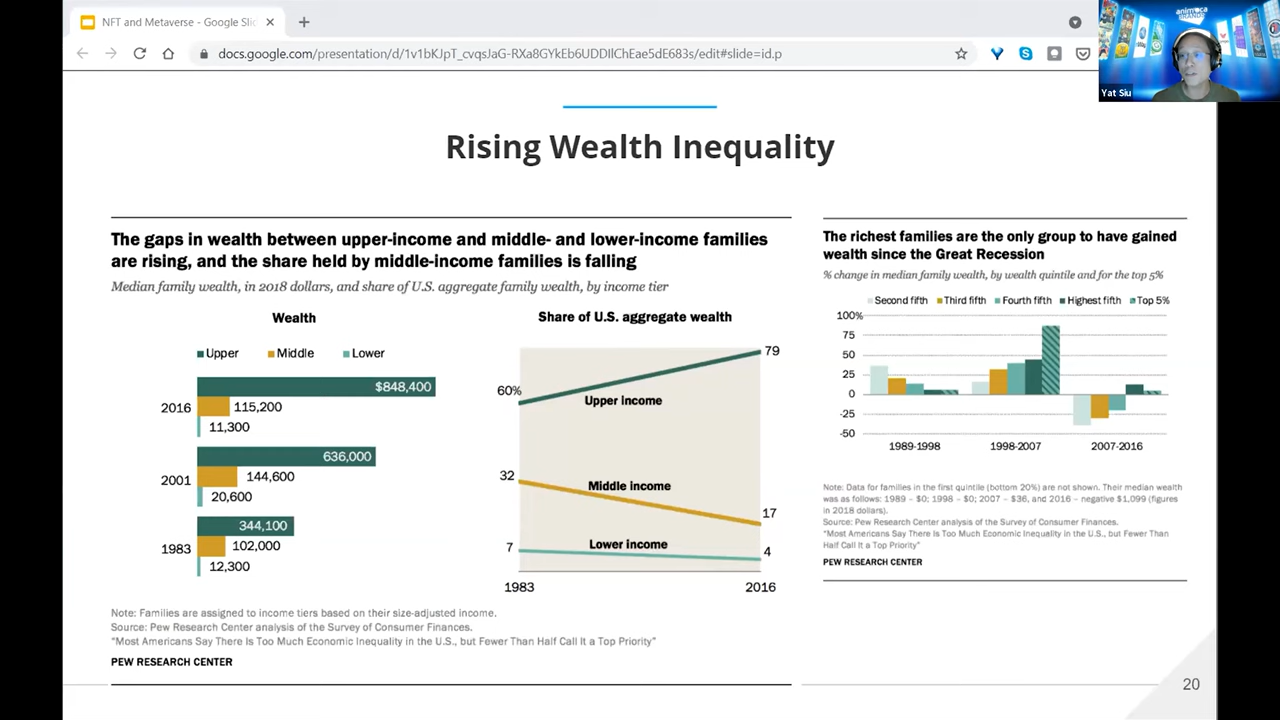 NFT and Metaverse - Google Slic
docs.google.com/presentation/d/1v1bKJpT_cvqsJaG-RXa8GYkEb6UDDIlChEae5dE683s/edit#slide=id.p
animoca
BRANDS
Yat Siu
Rising Wealth Inequality
The gaps in wealth between upper-income and middle- and lower-income families
are rising, and the share held by middle-income families is falling
Median family wealth, in 2018 dollars, and share of U.S. aggregate family wealth, by income tier
Wealth
Upper Middle Lower
2016
$848,400
115,200
11,300
2001
636,000
144,600
20,600
1983
344,100
102,000
12,300
Share of U.S. aggregate wealth
60%
79
Upper income
32
Middle income
17
7
Lower income
4
1983 2016
Note: Families are assigned to income tiers based on their size-adjusted income.
Source: Pew Research Center analysis of the Survey of Consumer Finances.
"Most Americans Say There Is Too Much Economic Inequality in the U.S., but Fewer Than Half Call It a Top Priority"
PEW RESEARCH CENTER
The richest families are the only group to have gained
wealth since the Great Recession
% change in median family wealth, by wealth quintile and for the top 5%
Second fifth Third fifth Fourth fifth Highest fifth Top 5%
100%
75
50
25
0
-25
-50
1989-1998 1998-2007 2007-2016
Note: Data for families in the first quintile (bottom 20%) are not shown. Their median wealth
was as follows: 1989 – $0; 1998 – $0; 2007 – $36, and 2016 – negative $1,099 (figures
in 2018 dollars).
Source: Pew Research Center analysis of the Survey of Consumer Finances.
"Most Americans Say There Is Too Much Economic Inequality in the U.S., but Fewer Than
Half Call It a Top Priority"
PEW RESEARCH CENTER
20